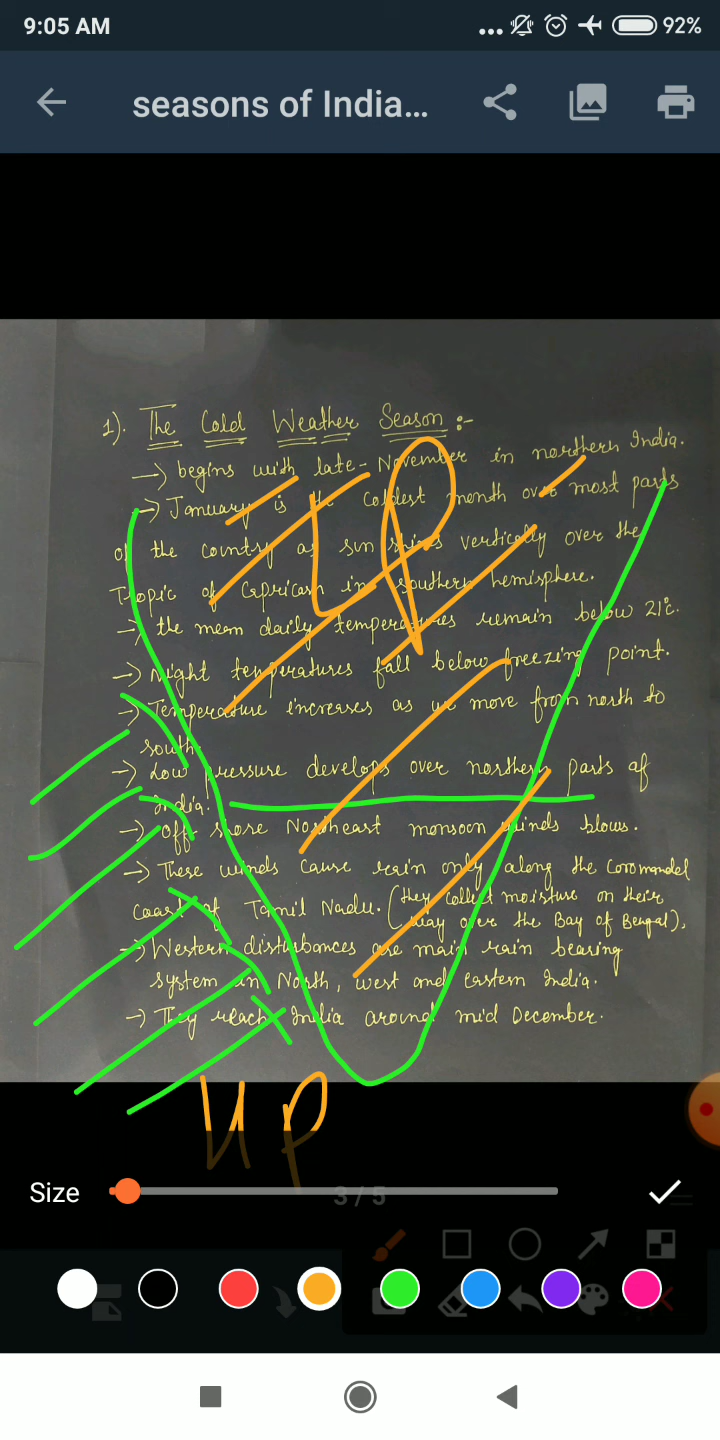 9:05 AM
92%
seasons of India...
1). The Cold Weather Season :-
→ begins with late-November in northern India.
→ January is the coldest month over most parts
of the country as sun shines vertically over the
Tropic of Capricorn in southern hemisphere.
→ the mean daily temperatures remain below 21°c.
→ Night temperatures fall below freezing point.
→ Temperature increases as we move from north to
south.
→ Low pressure develops over northern parts of
India.
→ Off-shore Northeast monsoon winds blows.
→ These winds cause rain only along the Coromandel
coast of Tamil Nadu. (they collect moisture on their
way over the Bay of Bengal).
→ Western disturbances are main rain bearing
system in North, west and Eastern India.
→ They reach India around mid December.
LP
HP
Size
3 / 5